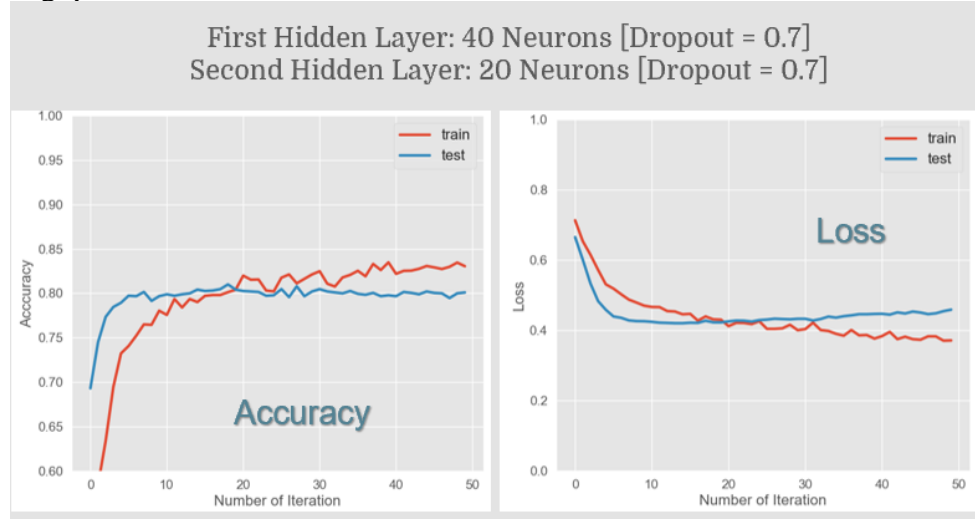 First Hidden Layer: 40 Neurons [Dropout = 0.7]
Second Hidden Layer: 20 Neurons [Dropout = 0.7]
1.00
0.95
0.90
0.85
0.80
0.75
0.70
0.65
0.60
Acccuracy
train
test
Accuracy
0 10 20 30 40 50
Number of Iteration
1.0
0.8
0.6
0.4
0.2
0.0
Loss
train
test
Loss
0 10 20 30 40 50
Number of Iteration